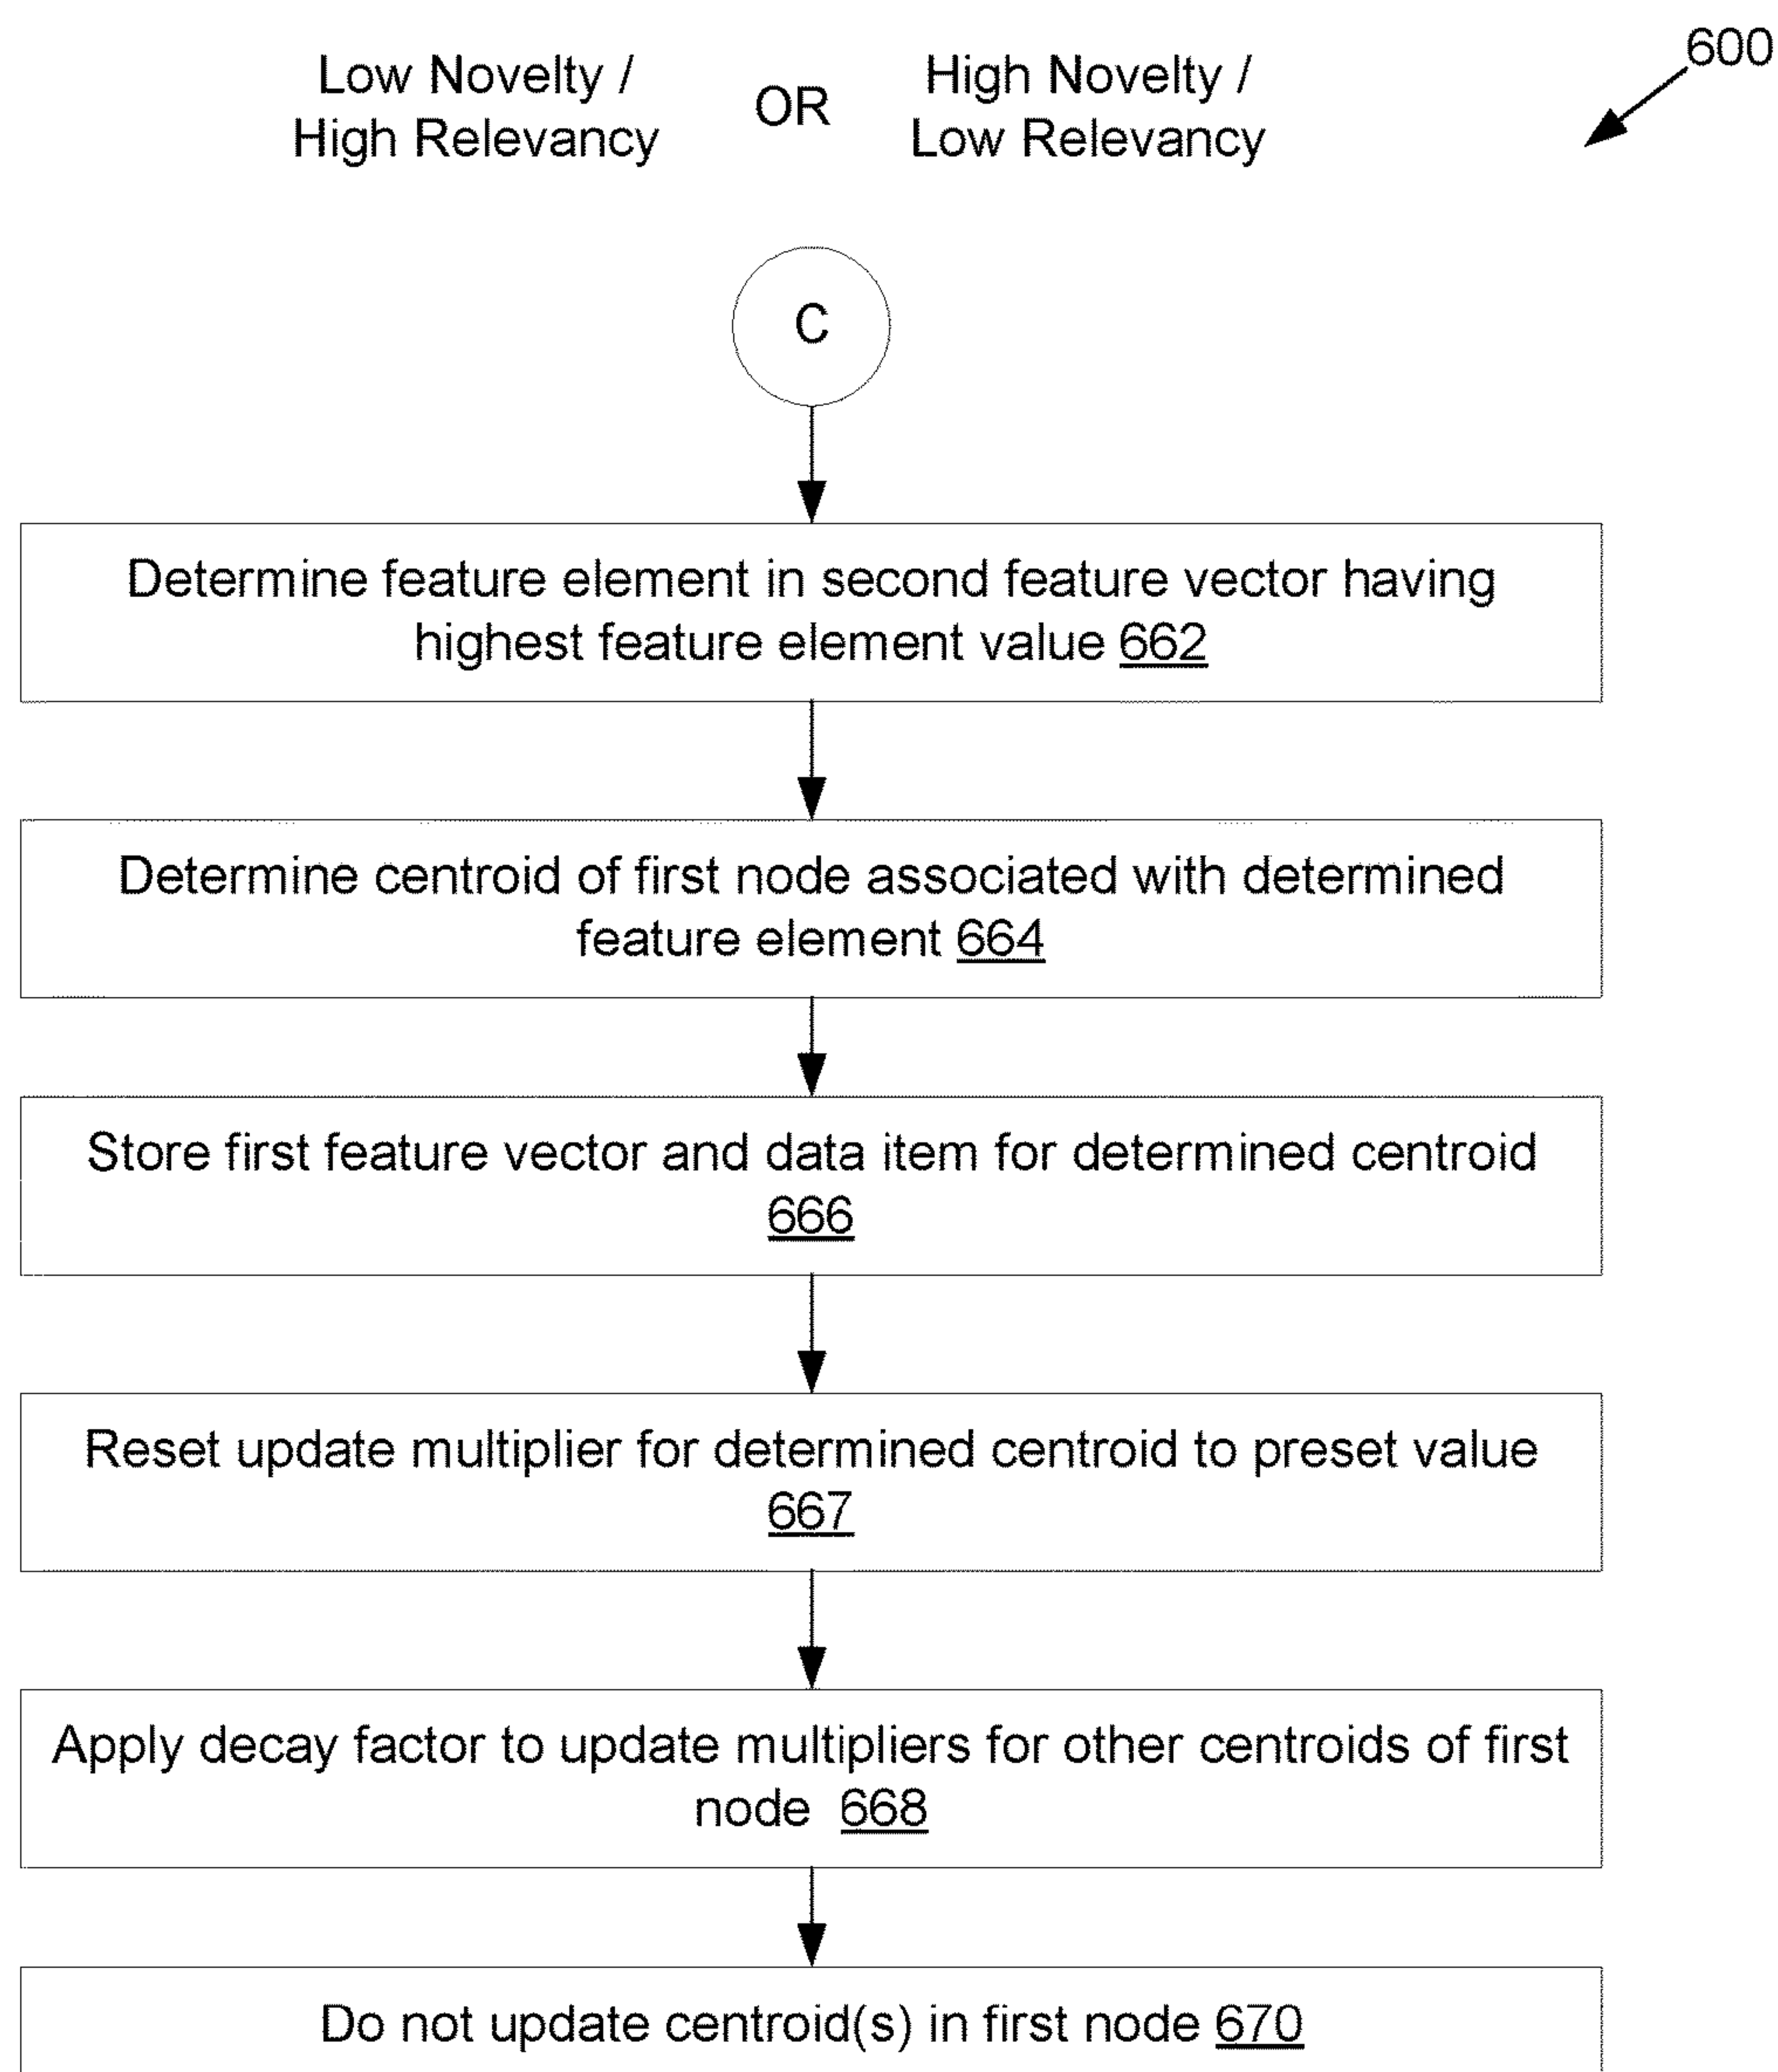 600
Low Novelty /
High Relevancy
OR
High Novelty /
Low Relevancy
C
Determine feature element in second feature vector having
highest feature element value 662
Determine centroid of first node associated with determined
feature element 664
Store first feature vector and data item for determined centroid
666
Reset update multiplier for determined centroid to preset value
667
Apply decay factor to update multipliers for other centroids of first
node 668
Do not update centroid(s) in first node 670